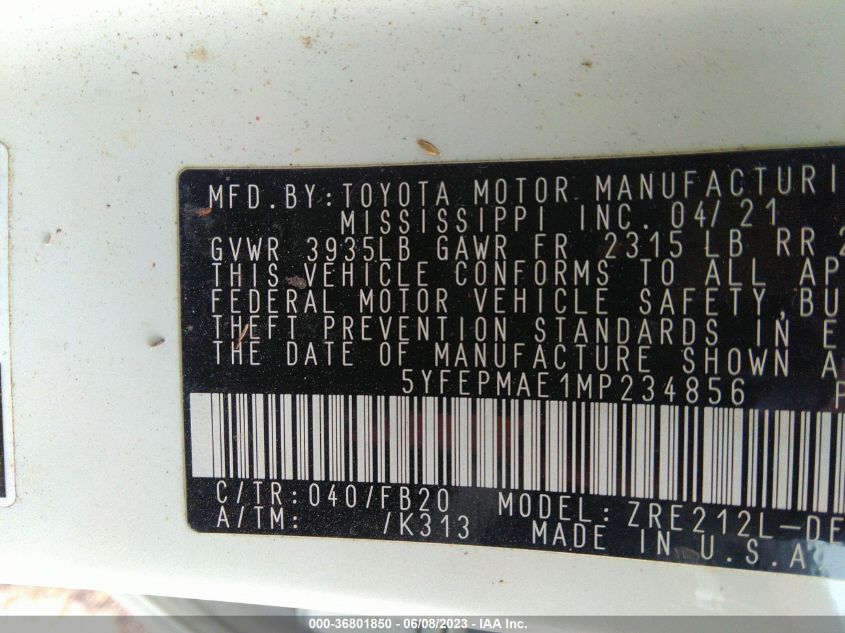 MFD.BY:TOYOTA MOTOR MANUFACTURI
MISSISSIPPI INC. 04/21
GVWR 3935LB GAWR FR 2315 LB RR 2
THIS VEHICLE CONFORMS TO ALL AP
FEDERAL MOTOR VEHICLE SAFETY,BU
THEFT PREVENTION STANDARDS IN E
THE DATE OF MANUFACTURE SHOWN A
5YFEPMAE1MP234856 P
C/TR:040/FB20 MODEL:ZRE212L-DE
A/TM: /K313 MADE IN U.S.A.
000-36801850 - 06/08/2023 - © IAA Inc.